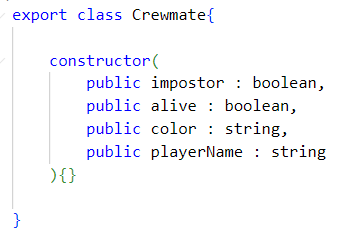 export class Crewmate{
constructor(
public impostor : boolean,
public alive : boolean,
public color : string,
public playerName : string
){}
}